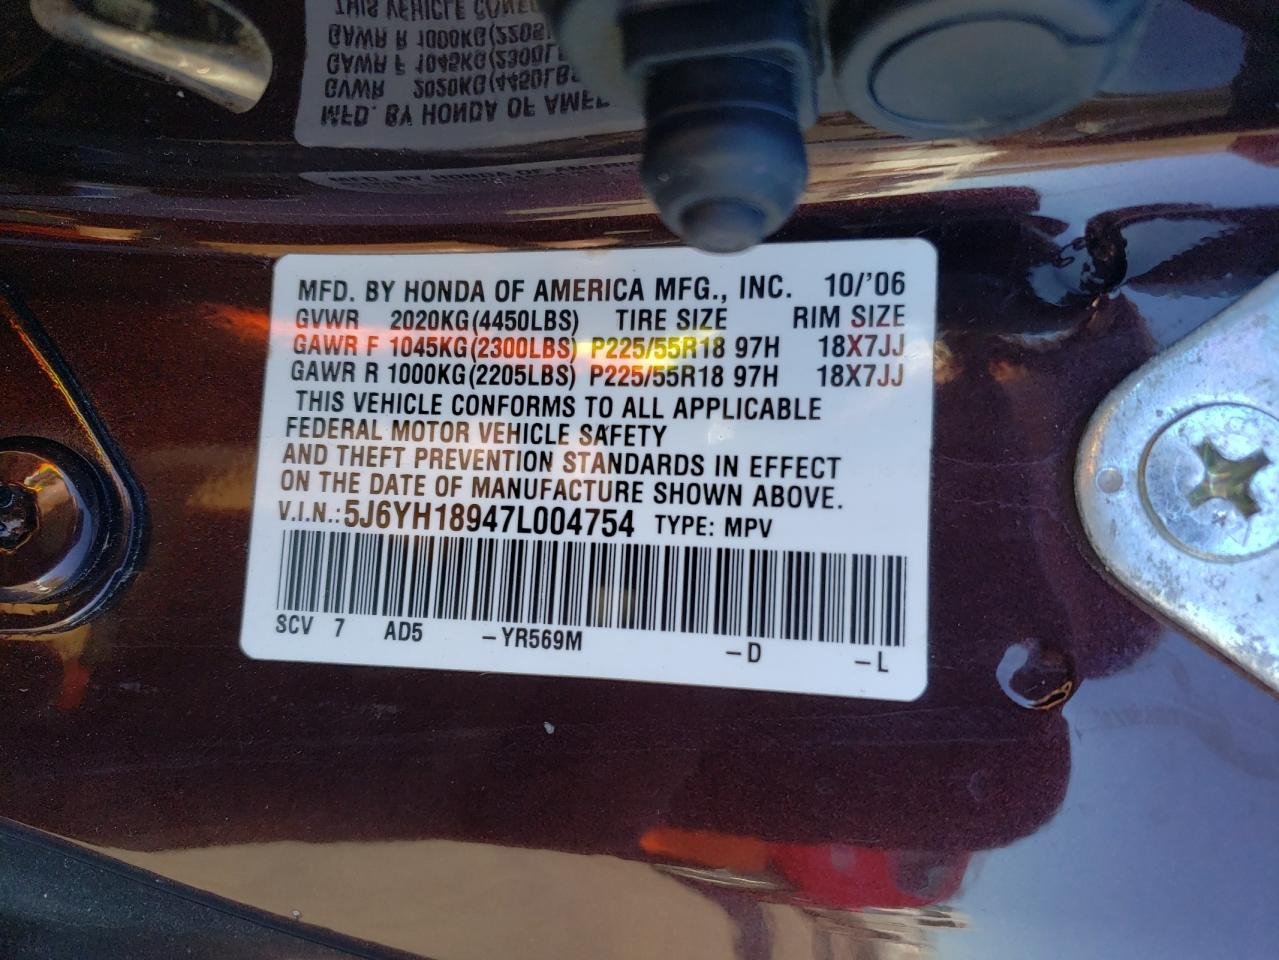 MFD. BY HONDA OF AMERICA MFG., INC. 10/'06
GVWR 2020KG(4450LBS) TIRE SIZE RIM SIZE
GAWR F 1045KG(2300LBS) P225/55R18 97H 18X7JJ
GAWR R 1000KG(2205LBS) P225/55R18 97H 18X7JJ
THIS VEHICLE CONFORMS TO ALL APPLICABLE
FEDERAL MOTOR VEHICLE SAFETY
AND THEFT PREVENTION STANDARDS IN EFFECT
ON THE DATE OF MANUFACTURE SHOWN ABOVE.
V.I.N.:5J6YH18947L004754 TYPE: MPV
SCV 7 AD5 -YR569M -D -L